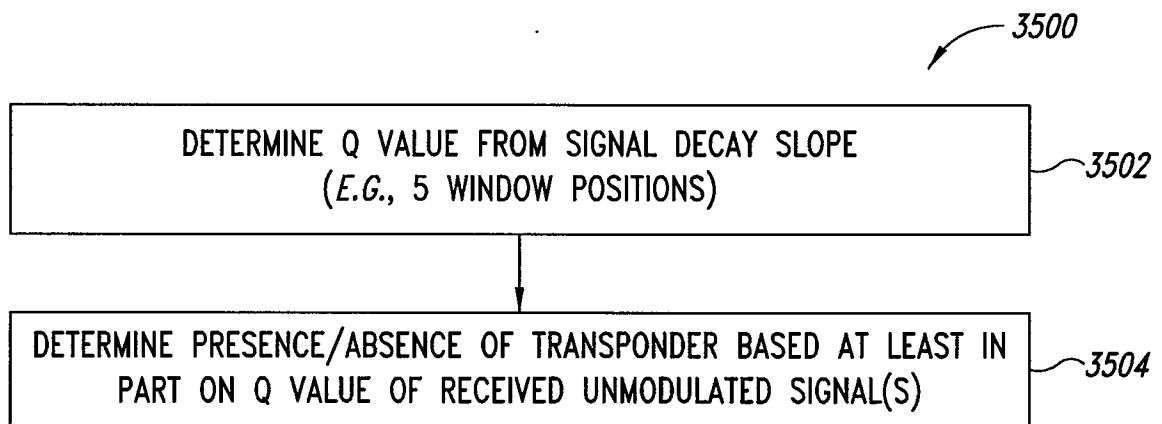 3500
DETERMINE Q VALUE FROM SIGNAL DECAY SLOPE
(E.G., 5 WINDOW POSITIONS)
3502
DETERMINE PRESENCE/ABSENCE OF TRANSPONDER BASED AT LEAST IN
PART ON Q VALUE OF RECEIVED UNMODULATED SIGNAL(S)
3504